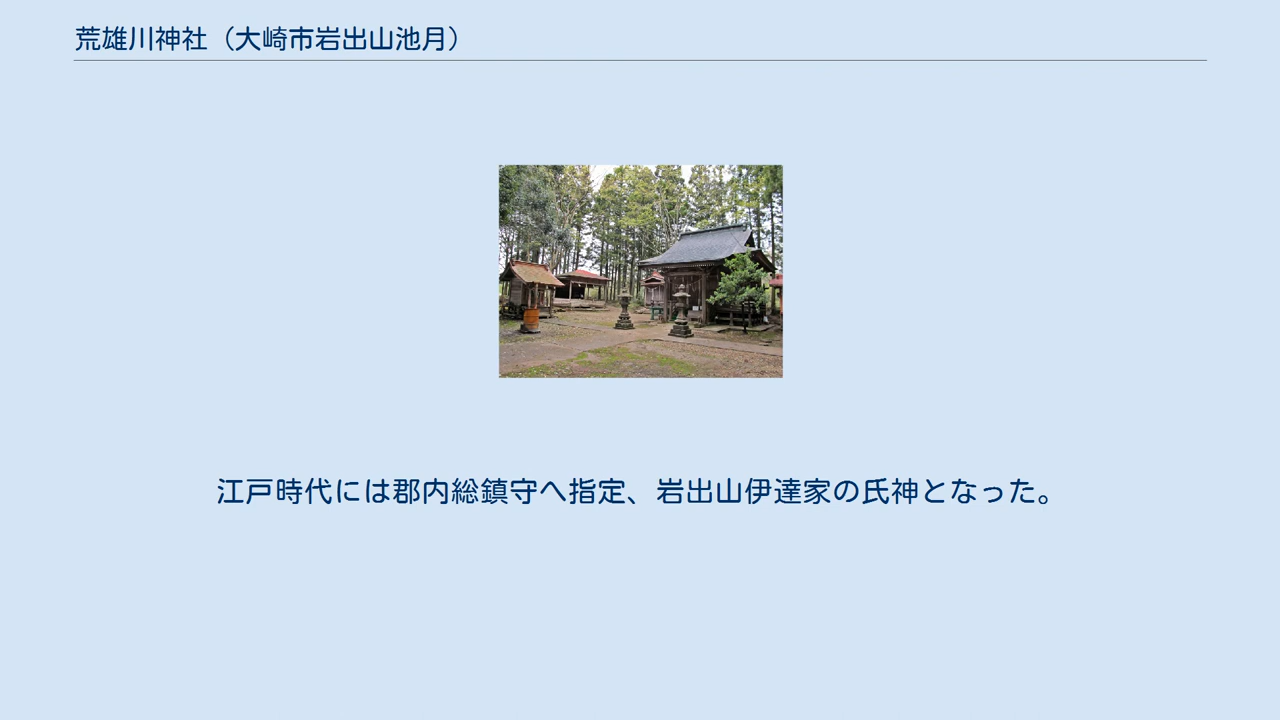 荒雄川神社（大崎市岩出山池月）
江戸時代には郡内総鎮守へ指定、岩出山伊達家の氏神となった。